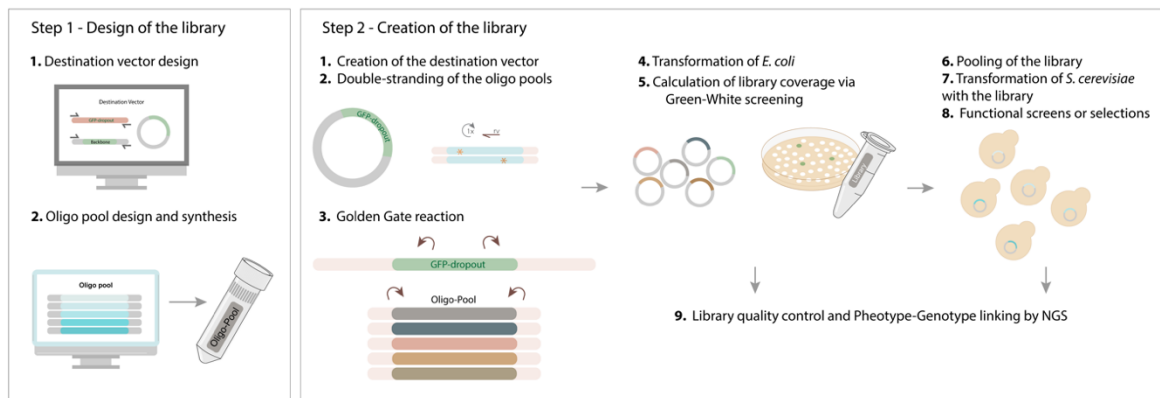 Step 1 - Design of the library
1. Destination vector design
Destination Vector
GFP-dropout
Backbone
2. Oligo pool design and synthesis
Oligo pool
Oligo-Pool
Step 2 - Creation of the library
1. Creation of the destination vector
2. Double-stranding of the oligo pools
GFP-dropout
1x
3. Golden Gate reaction
GFP-dropout
Oligo-Pool
4. Transformation of E. coli
5. Calculation of library coverage via
Green-White screening
Library
6. Pooling of the library
7. Transformation of S. cerevisiae
with the library
8. Functional screens or selections
9. Library quality control and Pheotype-Genotype linking by NGS